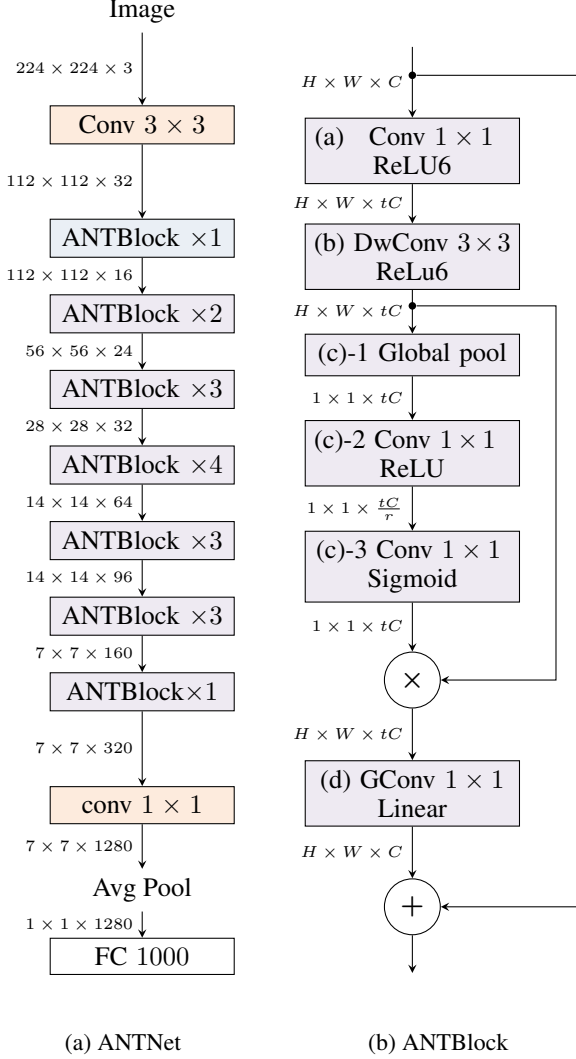 Image
224 × 224 × 3
Conv 3 × 3
112 × 112 × 32
ANTBlock ×1
112 × 112 × 16
ANTBlock ×2
56 × 56 × 24
ANTBlock ×3
28 × 28 × 32
ANTBlock ×4
14 × 14 × 64
ANTBlock ×3
14 × 14 × 96
ANTBlock ×3
7 × 7 × 160
ANTBlock×1
7 × 7 × 320
conv 1 × 1
7 × 7 × 1280
Avg Pool
1 × 1 × 1280
FC 1000
(a) ANTNet
H × W × C
(a) Conv 1 × 1
ReLU6
H × W × tC
(b) DwConv 3×3
ReLu6
H × W × tC
(c)-1 Global pool
1 × 1 × tC
(c)-2 Conv 1 × 1
ReLU
1 × 1 × tC/r
(c)-3 Conv 1 × 1
Sigmoid
1 × 1 × tC
×
H × W × tC
(d) GConv 1 × 1
Linear
H × W × C
+
(b) ANTBlock